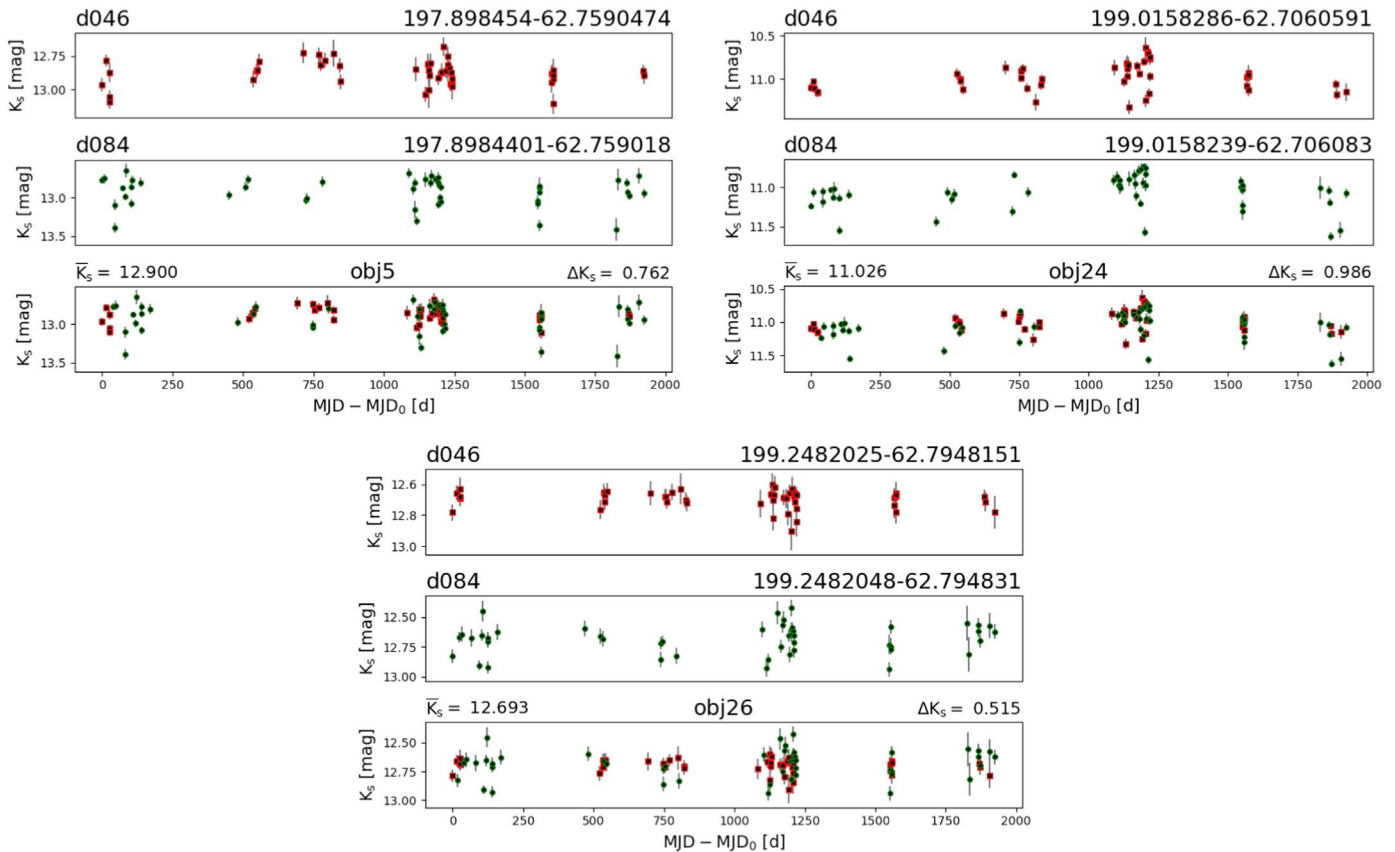 d046 197.898454-62.7590474
Ks [mag]
12.75
13.00
d084 197.8984401-62.759018
Ks [mag]
13.0
13.5
K̅s = 12.900 obj5 ΔKs = 0.762
Ks [mag]
13.0
13.5
0 250 500 750 1000 1250 1500 1750 2000
MJD − MJD0 [d]
d046 199.0158286-62.7060591
Ks [mag]
10.5
11.0
d084 199.0158239-62.706083
Ks [mag]
11.0
11.5
K̅s = 11.026 obj24 ΔKs = 0.986
Ks [mag]
10.5
11.0
11.5
0 250 500 750 1000 1250 1500 1750 2000
MJD − MJD0 [d]
d046 199.2482025-62.7948151
Ks [mag]
12.6
12.8
13.0
d084 199.2482048-62.794831
Ks [mag]
12.50
12.75
13.00
K̅s = 12.693 obj26 ΔKs = 0.515
Ks [mag]
12.50
12.75
13.00
0 250 500 750 1000 1250 1500 1750 2000
MJD − MJD0 [d]